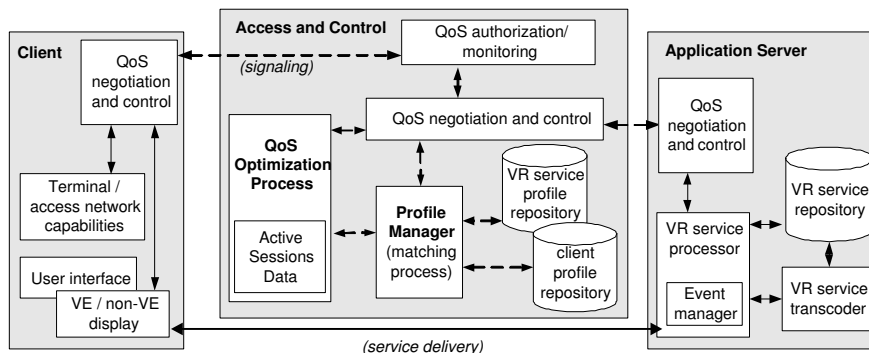 Client
QoS
negotiation
and control
Terminal /
access network
capabilities
User interface
VE / non-VE
display
(signaling)
Access and Control
QoS authorization/
monitoring
QoS negotiation and control
QoS
Optimization
Process
Active
Sessions
Data
Profile
Manager
(matching
process)
VR service
profile
repository
client
profile
repository
Application Server
QoS
negotiation
and control
VR service
repository
VR service
processor
Event
manager
VR service
transcoder
(service delivery)